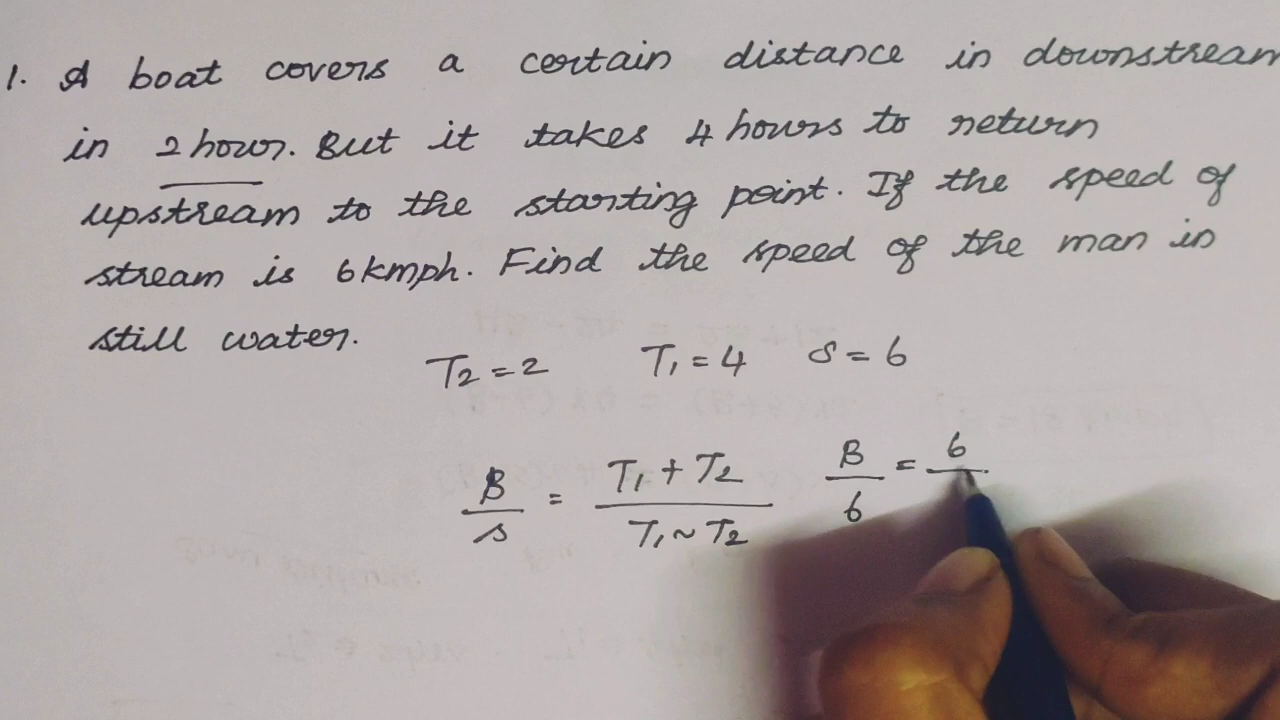 1. A boat covers a certain distance in downstream
in 2 hour. But it takes 4 hours to return
upstream to the starting point. If the speed of
stream is 6 kmph. Find the speed of the man in
still water.
T2 = 2 T1 = 4 S = 6
B/s = T1 + T2 / T1 ~ T2 B/6 = 6/